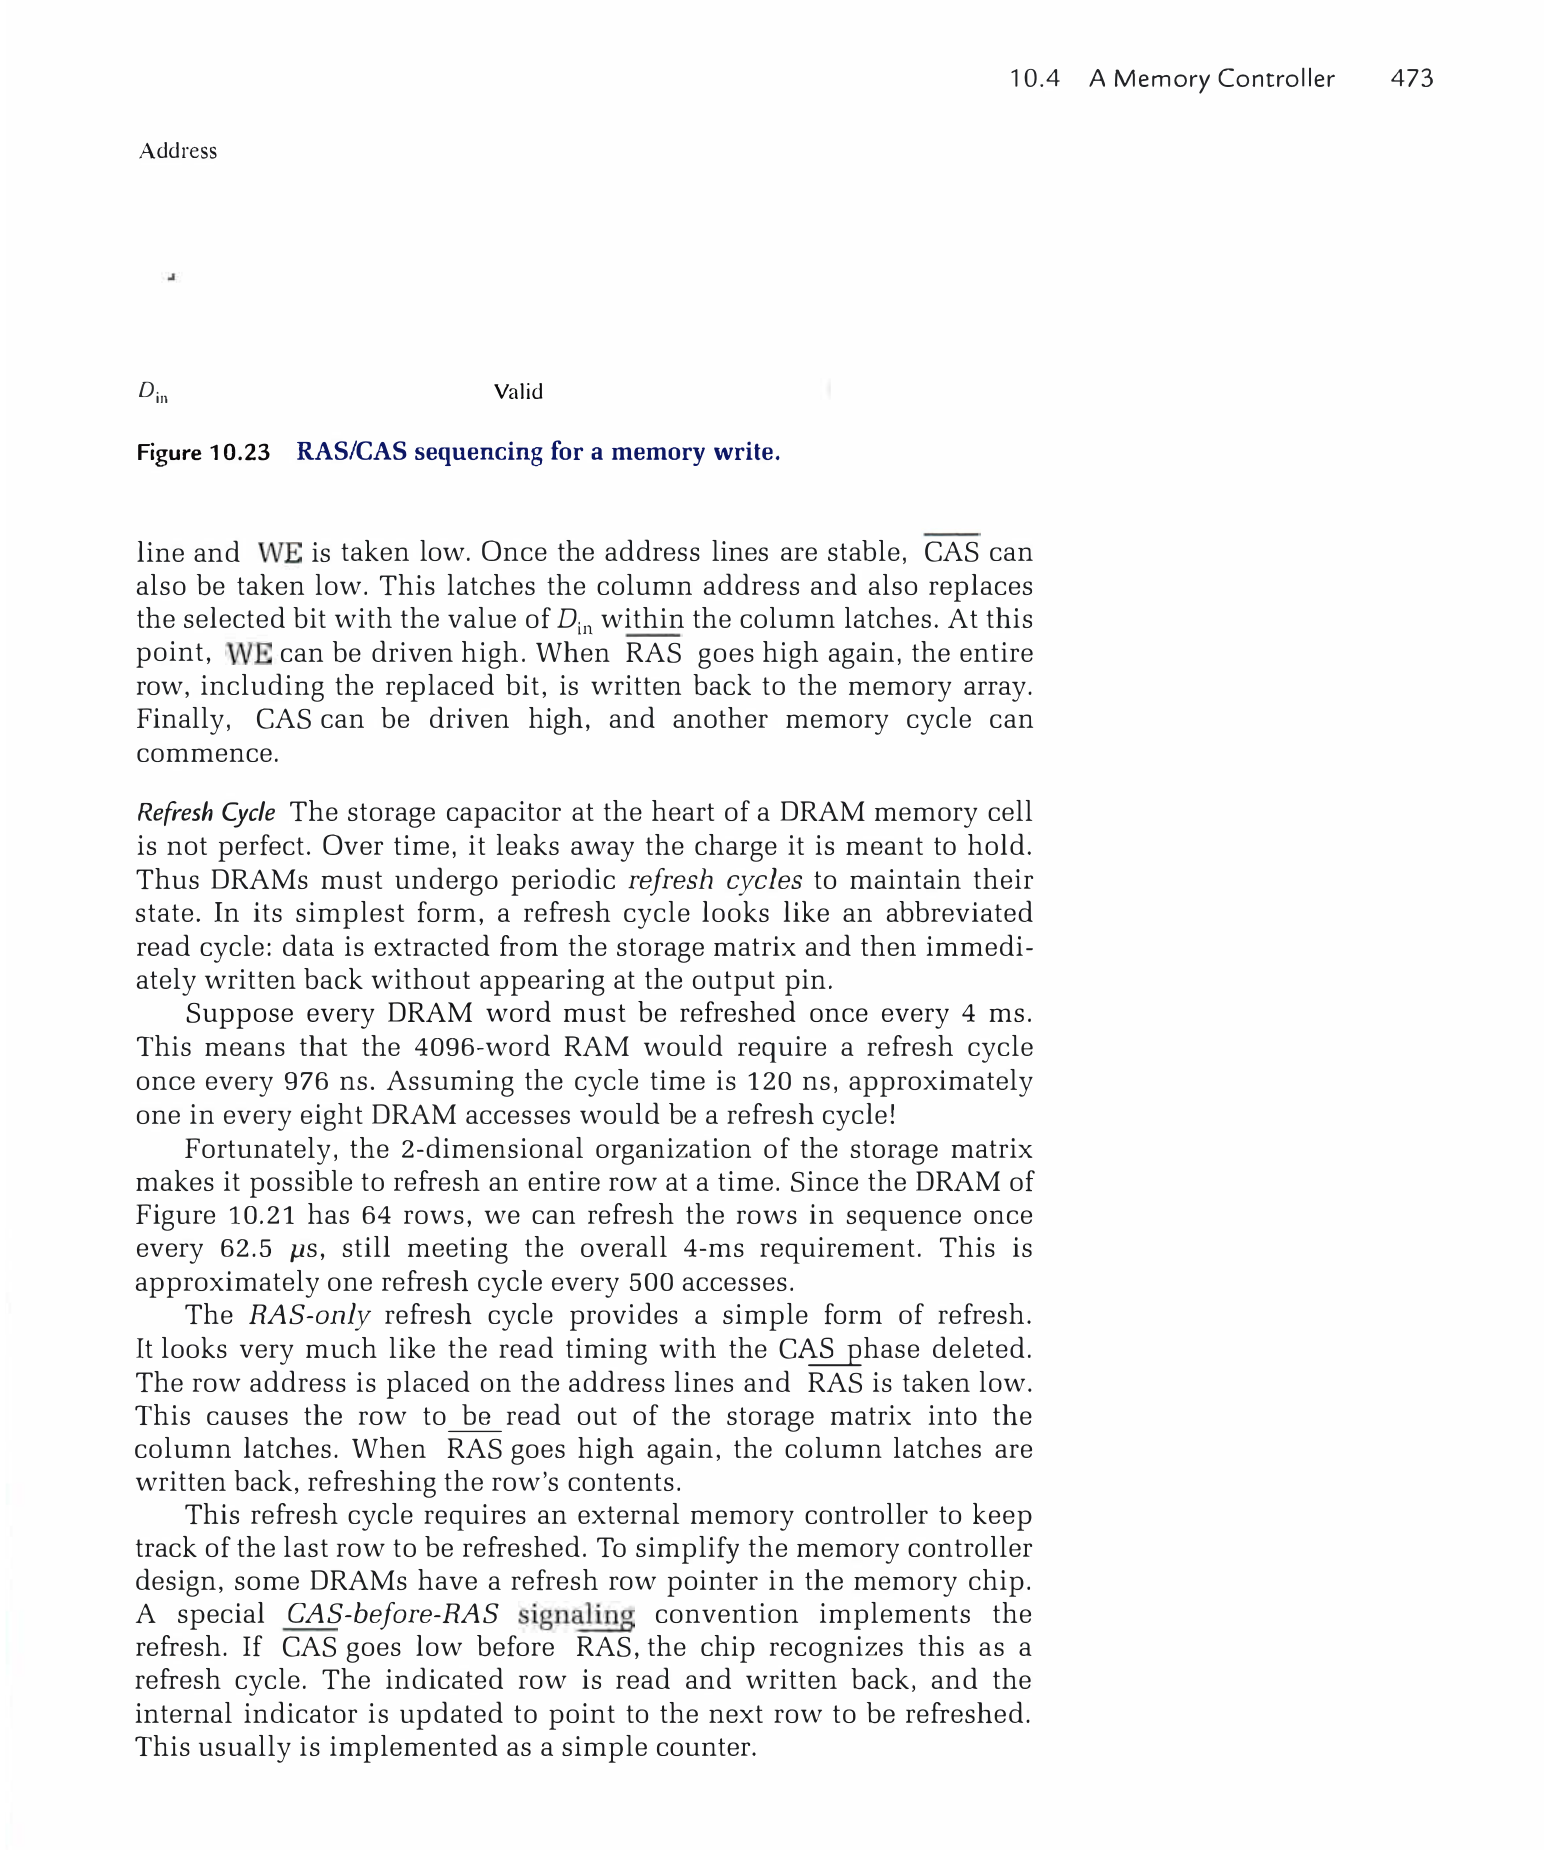 10.4 A Memory Controller 473
Address
D_in Valid
Figure 10.23 RAS/CAS sequencing for a memory write.
line and WE is taken low. Once the address lines are stable, C̅A̅S̅ can
also be taken low. This latches the column address and also replaces
the selected bit with the value of D_in within the column latches. At this
point, WE can be driven high. When R̅A̅S̅ goes high again, the entire
row, including the replaced bit, is written back to the memory array.
Finally, CAS can be driven high, and another memory cycle can
commence.
Refresh Cycle The storage capacitor at the heart of a DRAM memory cell
is not perfect. Over time, it leaks away the charge it is meant to hold.
Thus DRAMs must undergo periodic refresh cycles to maintain their
state. In its simplest form, a refresh cycle looks like an abbreviated
read cycle: data is extracted from the storage matrix and then immedi-
ately written back without appearing at the output pin.
Suppose every DRAM word must be refreshed once every 4 ms.
This means that the 4096-word RAM would require a refresh cycle
once every 976 ns. Assuming the cycle time is 120 ns, approximately
one in every eight DRAM accesses would be a refresh cycle!
Fortunately, the 2-dimensional organization of the storage matrix
makes it possible to refresh an entire row at a time. Since the DRAM of
Figure 10.21 has 64 rows, we can refresh the rows in sequence once
every 62.5 μs, still meeting the overall 4-ms requirement. This is
approximately one refresh cycle every 500 accesses.
The RAS-only refresh cycle provides a simple form of refresh.
It looks very much like the read timing with the CAS phase deleted.
The row address is placed on the address lines and R̅A̅S̅ is taken low.
This causes the row to be read out of the storage matrix into the
column latches. When R̅A̅S̅ goes high again, the column latches are
written back, refreshing the row's contents.
This refresh cycle requires an external memory controller to keep
track of the last row to be refreshed. To simplify the memory controller
design, some DRAMs have a refresh row pointer in the memory chip.
A special CAS-before-RAS signaling convention implements the
refresh. If C̅A̅S̅ goes low before R̅A̅S̅, the chip recognizes this as a
refresh cycle. The indicated row is read and written back, and the
internal indicator is updated to point to the next row to be refreshed.
This usually is implemented as a simple counter.